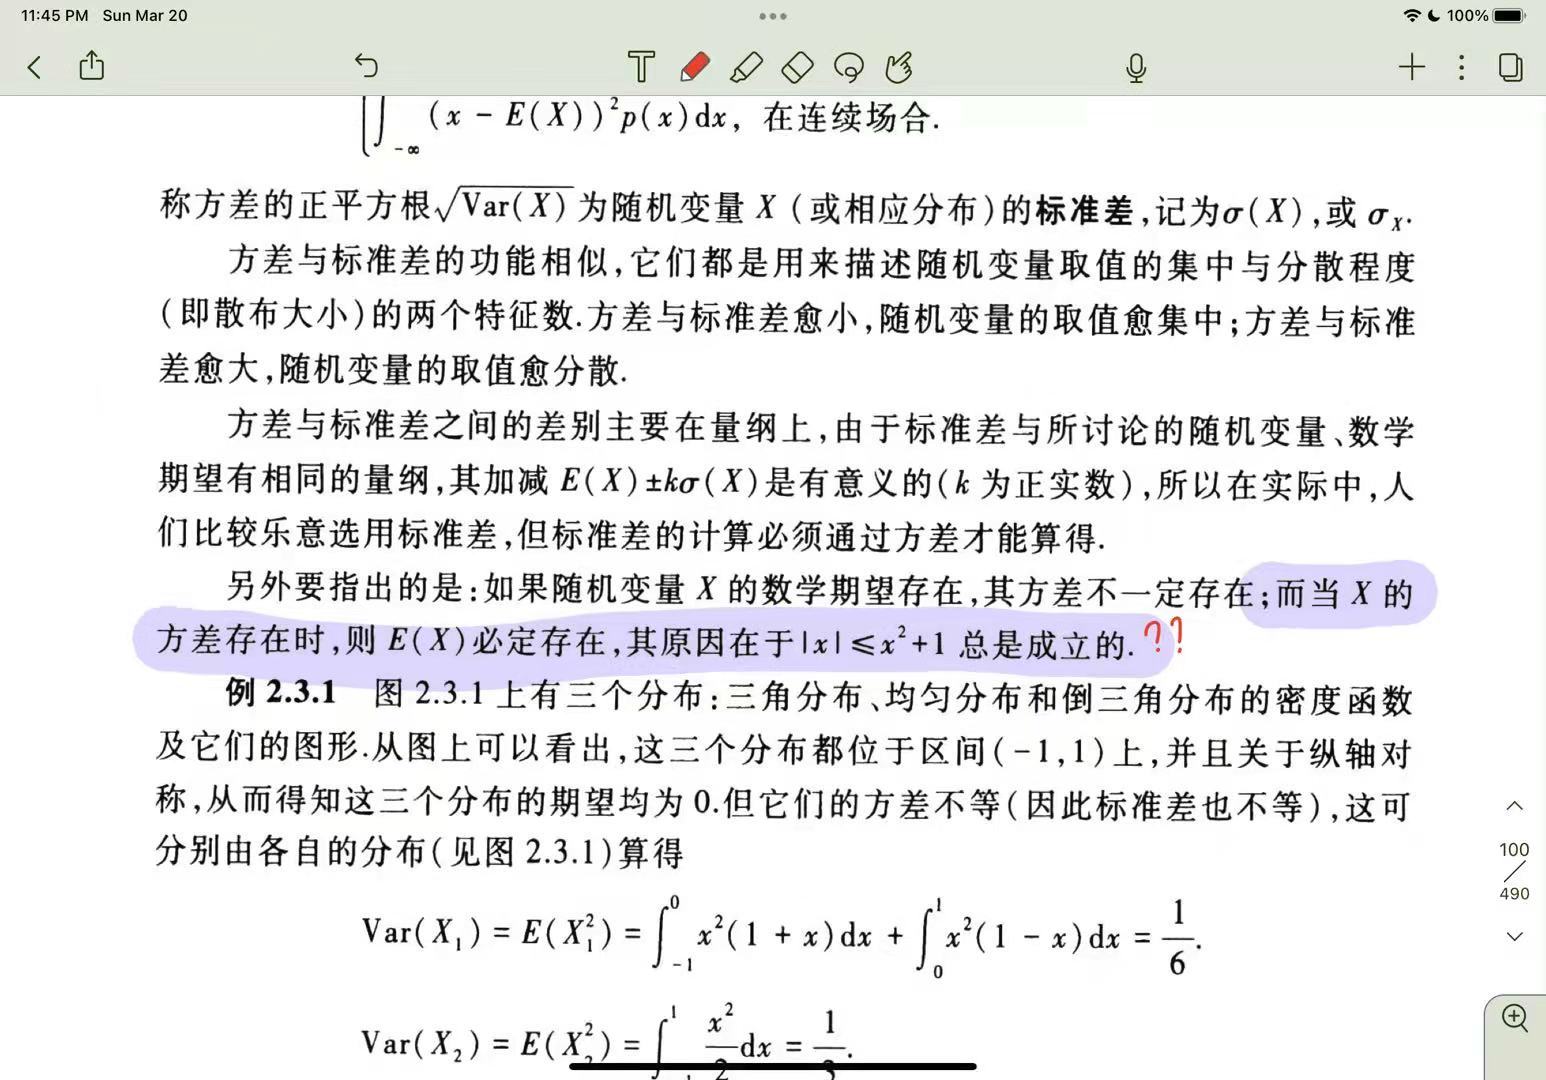 11:45 PM Sun Mar 20 100%
(x - E(X))²p(x)dx, 在连续场合.
-∞
称方差的正平方根√Var(X) 为随机变量 X (或相应分布)的标准差,记为σ(X),或 σ_X.
方差与标准差的功能相似,它们都是用来描述随机变量取值的集中与分散程度
(即散布大小)的两个特征数.方差与标准差愈小,随机变量的取值愈集中;方差与标准
差愈大,随机变量的取值愈分散.
方差与标准差之间的差别主要在量纲上,由于标准差与所讨论的随机变量、数学
期望有相同的量纲,其加减 E(X)±kσ(X)是有意义的(k 为正实数),所以在实际中,人
们比较乐意选用标准差,但标准差的计算必须通过方差才能算得.
另外要指出的是:如果随机变量 X 的数学期望存在,其方差不一定存在;而当 X 的
方差存在时,则 E(X)必定存在,其原因在于|x|≤x²+1 总是成立的. ??
例 2.3.1 图 2.3.1 上有三个分布:三角分布、均匀分布和倒三角分布的密度函数
及它们的图形.从图上可以看出,这三个分布都位于区间(-1,1)上,并且关于纵轴对
称,从而得知这三个分布的期望均为 0.但它们的方差不等(因此标准差也不等),这可
分别由各自的分布(见图 2.3.1)算得
Var(X₁) = E(X₁²) = ∫₋₁⁰ x²(1 + x)dx + ∫₀¹ x²(1 - x)dx = 1/6.
Var(X₂) = E(X₂²) = ∫₋₁¹ x²/2 dx = 1/3.
100
490